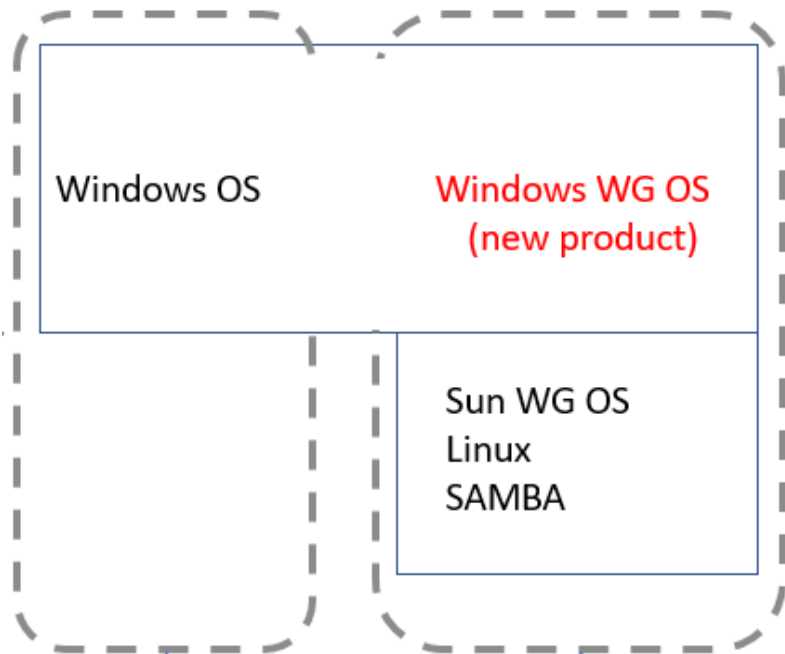 Windows OS
Windows WG OS
(new product)
Sun WG OS
Linux
SAMBA